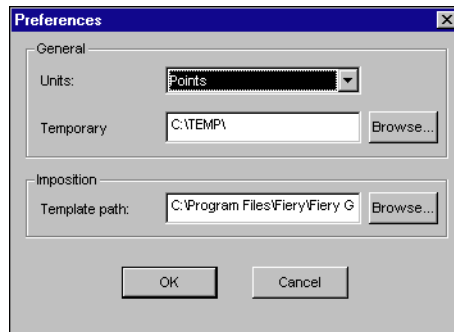 Preferences
General
Units: Points
Temporary C:\TEMP\ Browse...
Imposition
Template path: C:\Program Files\Fiery\Fiery G Browse...
OK Cancel